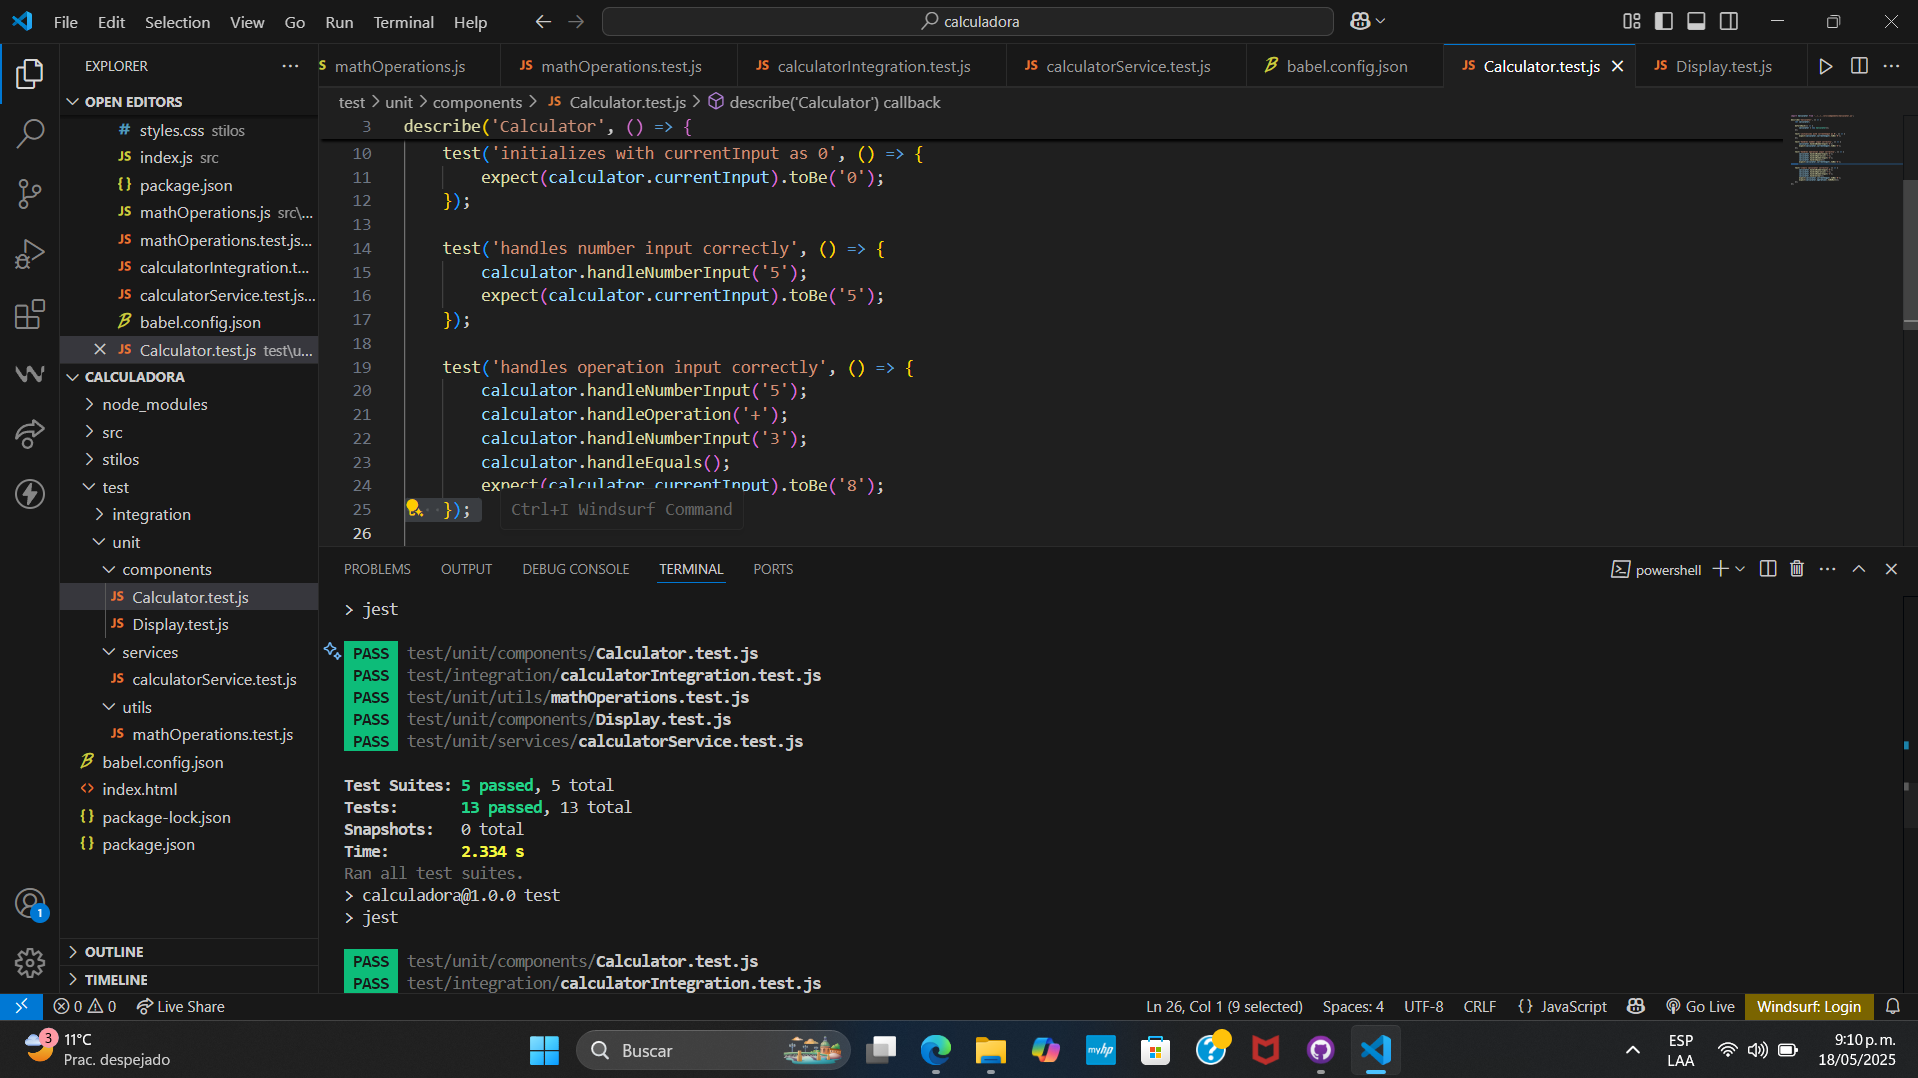 File Edit Selection View Go Run Terminal Help
calculadora
EXPLORER
OPEN EDITORS
styles.css stilos
index.js src
package.json
mathOperations.js src\...
mathOperations.test.js...
calculatorIntegration.t...
calculatorService.test.js...
babel.config.json
Calculator.test.js test\u...
CALCULADORA
node_modules
src
stilos
test
integration
unit
components
Calculator.test.js
Display.test.js
services
calculatorService.test.js
utils
mathOperations.test.js
babel.config.json
index.html
package-lock.json
package.json
OUTLINE
TIMELINE
mathOperations.js mathOperations.test.js calculatorIntegration.test.js calculatorService.test.js babel.config.json Calculator.test.js Display.test.js
test > unit > components > JS Calculator.test.js > describe('Calculator') callback
3 describe('Calculator', () => {
10 test('initializes with currentInput as 0', () => {
11 expect(calculator.currentInput).toBe('0');
12 });
13
14 test('handles number input correctly', () => {
15 calculator.handleNumberInput('5');
16 expect(calculator.currentInput).toBe('5');
17 });
18
19 test('handles operation input correctly', () => {
20 calculator.handleNumberInput('5');
21 calculator.handleOperation('+');
22 calculator.handleNumberInput('3');
23 calculator.handleEquals();
24 expect(calculator.currentInput).toBe('8');
25 }); Ctrl+I Windsurf Command
26
PROBLEMS OUTPUT DEBUG CONSOLE TERMINAL PORTS
powershell
> jest
PASS test/unit/components/Calculator.test.js
PASS test/integration/calculatorIntegration.test.js
PASS test/unit/utils/mathOperations.test.js
PASS test/unit/components/Display.test.js
PASS test/unit/services/calculatorService.test.js
Test Suites: 5 passed, 5 total
Tests: 13 passed, 13 total
Snapshots: 0 total
Time: 2.334 s
Ran all test suites.
> calculadora@1.0.0 test
> jest
PASS test/unit/components/Calculator.test.js
PASS test/integration/calculatorIntegration.test.js
0 0 Live Share
Ln 26, Col 1 (9 selected) Spaces: 4 UTF-8 CRLF {} JavaScript Go Live Windsurf: Login
3 11°C
Prac. despejado
Buscar
myhp
ESP
LAA
9:10 p. m.
18/05/2025